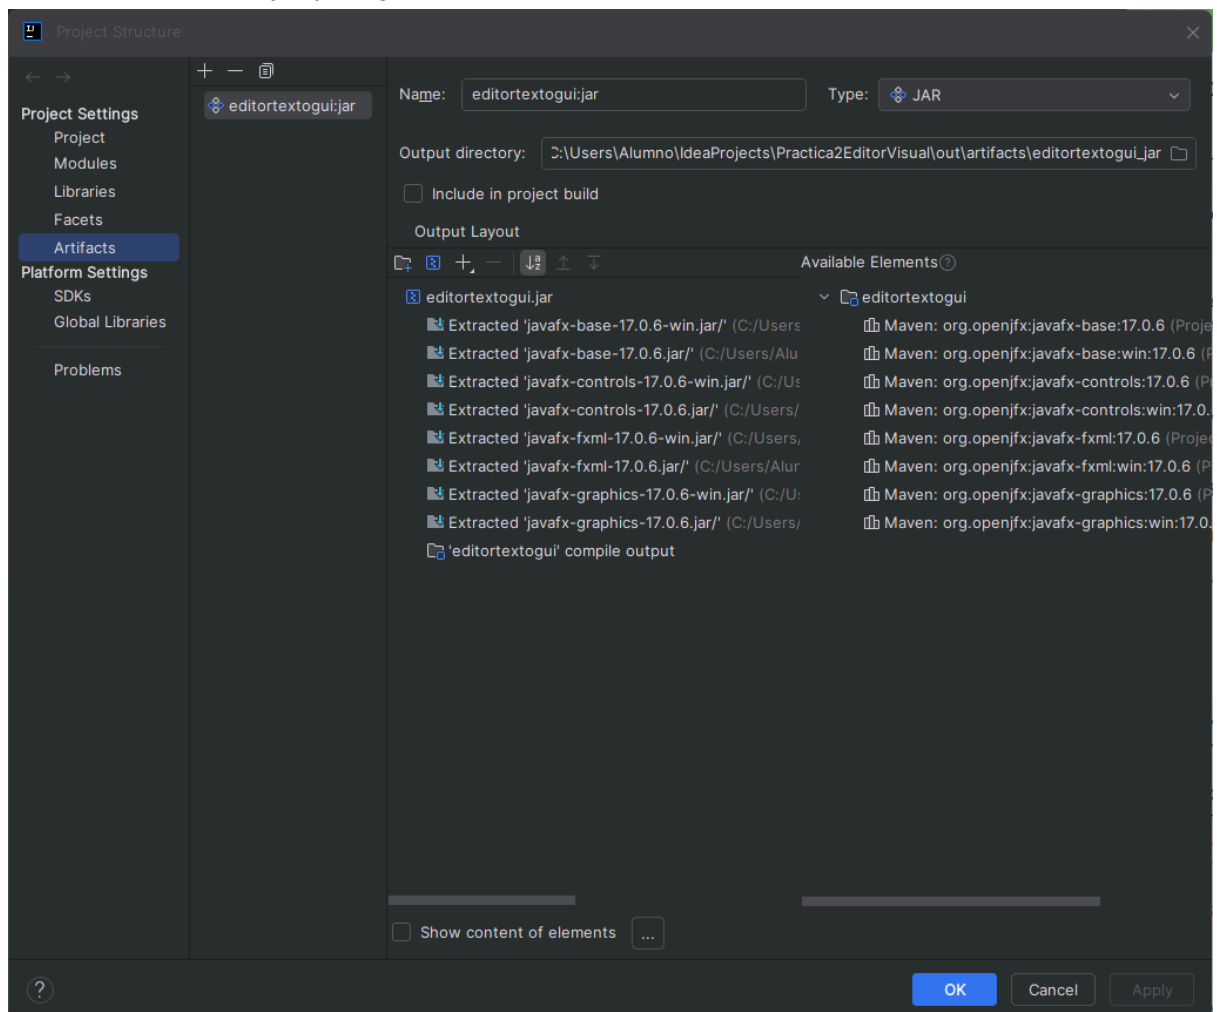 Project Structure
Project Settings
Project
Modules
Libraries
Facets
Artifacts
Platform Settings
SDKs
Global Libraries
Problems
editortextogui:jar
Name: editortextogui:jar Type: JAR
Output directory: C:\Users\Alumno\IdeaProjects\Practica2EditorVisual\out\artifacts\editortextogui_jar
Include in project build
Output Layout
Available Elements
editortextogui.jar
Extracted 'javafx-base-17.0.6-win.jar/' (C:/Users
Extracted 'javafx-base-17.0.6.jar/' (C:/Users/Alu
Extracted 'javafx-controls-17.0.6-win.jar/' (C:/Us
Extracted 'javafx-controls-17.0.6.jar/' (C:/Users/
Extracted 'javafx-fxml-17.0.6-win.jar/' (C:/Users/
Extracted 'javafx-fxml-17.0.6.jar/' (C:/Users/Alu
Extracted 'javafx-graphics-17.0.6-win.jar/' (C:/U
Extracted 'javafx-graphics-17.0.6.jar/' (C:/Users/
'editortextogui' compile output
editortextogui
Maven: org.openjfx:javafx-base:17.0.6 (Proje
Maven: org.openjfx:javafx-base:win:17.0.6 (
Maven: org.openjfx:javafx-controls:17.0.6 (P
Maven: org.openjfx:javafx-controls:win:17.0.
Maven: org.openjfx:javafx-fxml:17.0.6 (Projec
Maven: org.openjfx:javafx-fxml:win:17.0.6 (P
Maven: org.openjfx:javafx-graphics:17.0.6 (P
Maven: org.openjfx:javafx-graphics:win:17.0.
Show content of elements ...
? OK Cancel Apply